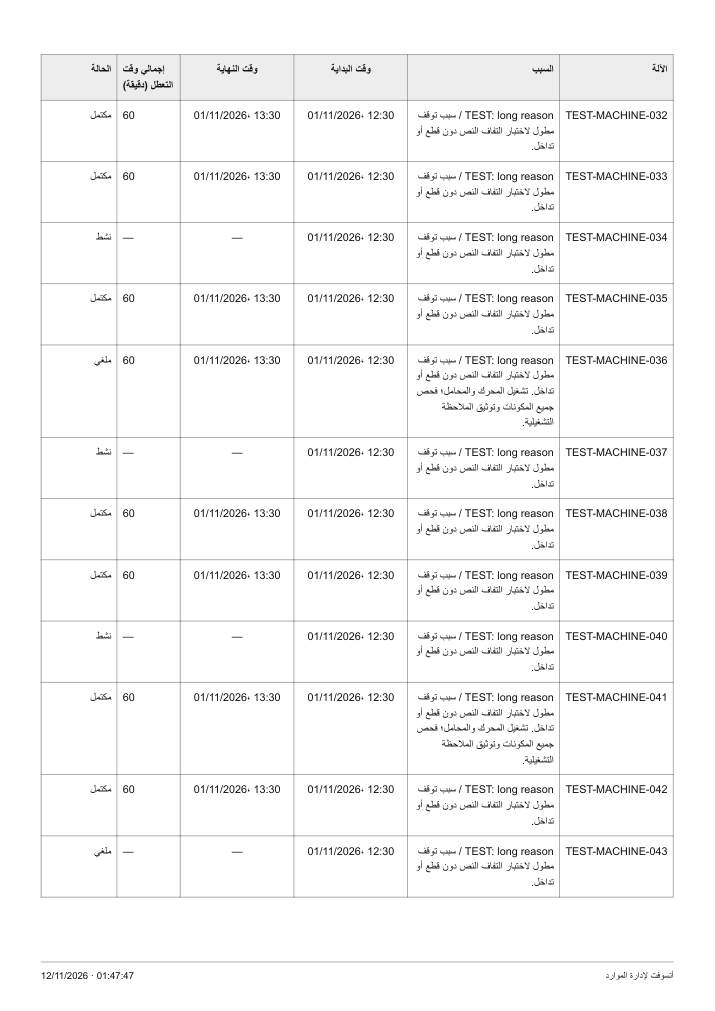 الآلة السبب وقت البداية وقت النهاية إجمالي وقت الحالة
التعطل (دقيقة)
TEST-MACHINE-032 TEST: long reason / سبب توقف 01/11/2026، 12:30 01/11/2026، 13:30 60 مكتمل
مطول لاختبار التفاف النص دون قطع أو
تداخل.
TEST-MACHINE-033 TEST: long reason / سبب توقف 01/11/2026، 12:30 01/11/2026، 13:30 60 مكتمل
مطول لاختبار التفاف النص دون قطع أو
تداخل.
TEST-MACHINE-034 TEST: long reason / سبب توقف 01/11/2026، 12:30 — — نشط
مطول لاختبار التفاف النص دون قطع أو
تداخل.
TEST-MACHINE-035 TEST: long reason / سبب توقف 01/11/2026، 12:30 01/11/2026، 13:30 60 مكتمل
مطول لاختبار التفاف النص دون قطع أو
تداخل.
TEST-MACHINE-036 TEST: long reason / سبب توقف 01/11/2026، 12:30 01/11/2026، 13:30 60 ملغي
مطول لاختبار التفاف النص دون قطع أو
تداخل. تشغيل المحرك والمحامل؛ فحص
جميع المكونات وتوثيق الملاحظة
التشغيلية.
TEST-MACHINE-037 TEST: long reason / سبب توقف 01/11/2026، 12:30 — — نشط
مطول لاختبار التفاف النص دون قطع أو
تداخل.
TEST-MACHINE-038 TEST: long reason / سبب توقف 01/11/2026، 12:30 01/11/2026، 13:30 60 مكتمل
مطول لاختبار التفاف النص دون قطع أو
تداخل.
TEST-MACHINE-039 TEST: long reason / سبب توقف 01/11/2026، 12:30 01/11/2026، 13:30 60 مكتمل
مطول لاختبار التفاف النص دون قطع أو
تداخل.
TEST-MACHINE-040 TEST: long reason / سبب توقف 01/11/2026، 12:30 — — نشط
مطول لاختبار التفاف النص دون قطع أو
تداخل.
TEST-MACHINE-041 TEST: long reason / سبب توقف 01/11/2026، 12:30 01/11/2026، 13:30 60 مكتمل
مطول لاختبار التفاف النص دون قطع أو
تداخل. تشغيل المحرك والمحامل؛ فحص
جميع المكونات وتوثيق الملاحظة
التشغيلية.
TEST-MACHINE-042 TEST: long reason / سبب توقف 01/11/2026، 12:30 01/11/2026، 13:30 60 مكتمل
مطول لاختبار التفاف النص دون قطع أو
تداخل.
TEST-MACHINE-043 TEST: long reason / سبب توقف 01/11/2026، 12:30 — — ملغي
مطول لاختبار التفاف النص دون قطع أو
تداخل.
أتسوفت لإدارة الموارد 12/11/2026 · 01:47:47